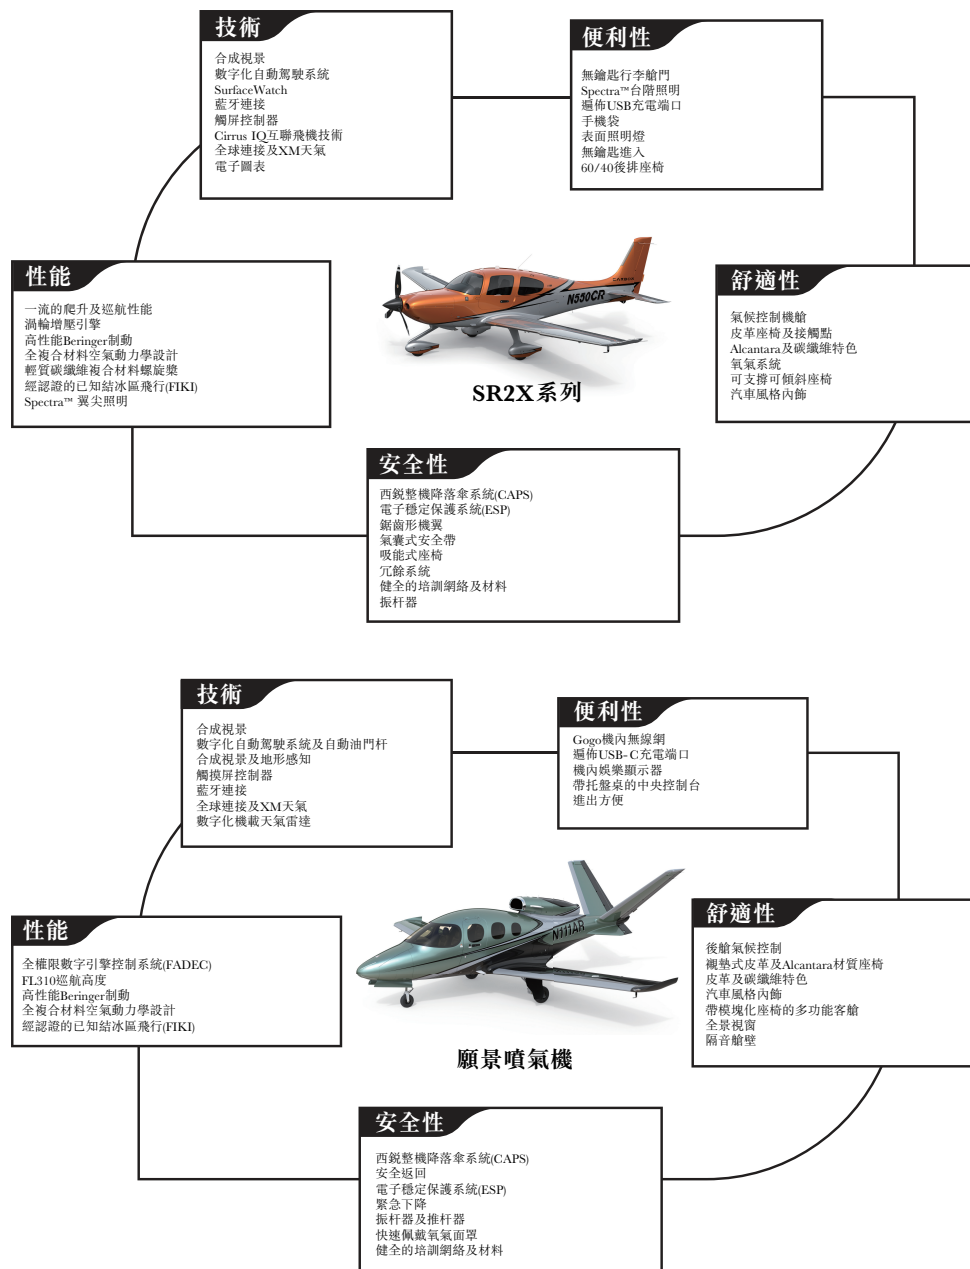 技術
合成視景
數字化自動駕駛系統
SurfaceWatch
藍牙連接
觸屏控制器
Cirrus IQ互聯飛機技術
全球連接及XM天氣
電子圖表
便利性
無鑰匙行李艙門
Spectra™台階照明
遍佈USB充電端口
手機袋
表面照明燈
無鑰匙進入
60/40後排座椅
性能
一流的爬升及巡航性能
渦輪增壓引擎
高性能Beringer制動
全複合材料空氣動力學設計
輕質碳纖維複合材料螺旋槳
經認證的已知結冰區飛行(FIKI)
Spectra™ 翼尖照明
N550CR
SR2X系列
舒適性
氣候控制機艙
皮革座椅及接觸點
Alcantara及碳纖維特色
氧氣系統
可支撐可傾斜座椅
汽車風格內飾
安全性
西銳整機降落傘系統(CAPS)
電子穩定保護系統(ESP)
鋸齒形機翼
氣囊式安全帶
吸能式座椅
冗餘系統
健全的培訓網絡及材料
振杆器
技術
合成視景
數字化自動駕駛系統及自動油門杆
合成視景及地形感知
觸摸屏控制器
藍牙連接
全球連接及XM天氣
數字化機載天氣雷達
便利性
Gogo機內無線網
遍佈USB-C充電端口
機內娛樂顯示器
帶托盤桌的中央控制台
進出方便
性能
全權限數字引擎控制系統(FADEC)
FL310巡航高度
高性能Beringer制動
全複合材料空氣動力學設計
經認證的已知結冰區飛行(FIKI)
N111AR
願景噴氣機
舒適性
後艙氣候控制
襯墊式皮革及Alcantara材質座椅
皮革及碳纖維特色
汽車風格內飾
帶模塊化座椅的多功能客艙
全景視窗
隔音艙壁
安全性
西銳整機降落傘系統(CAPS)
安全返回
電子穩定保護系統(ESP)
緊急下降
振杆器及推杆器
快速佩戴氧氣面罩
健全的培訓網絡及材料